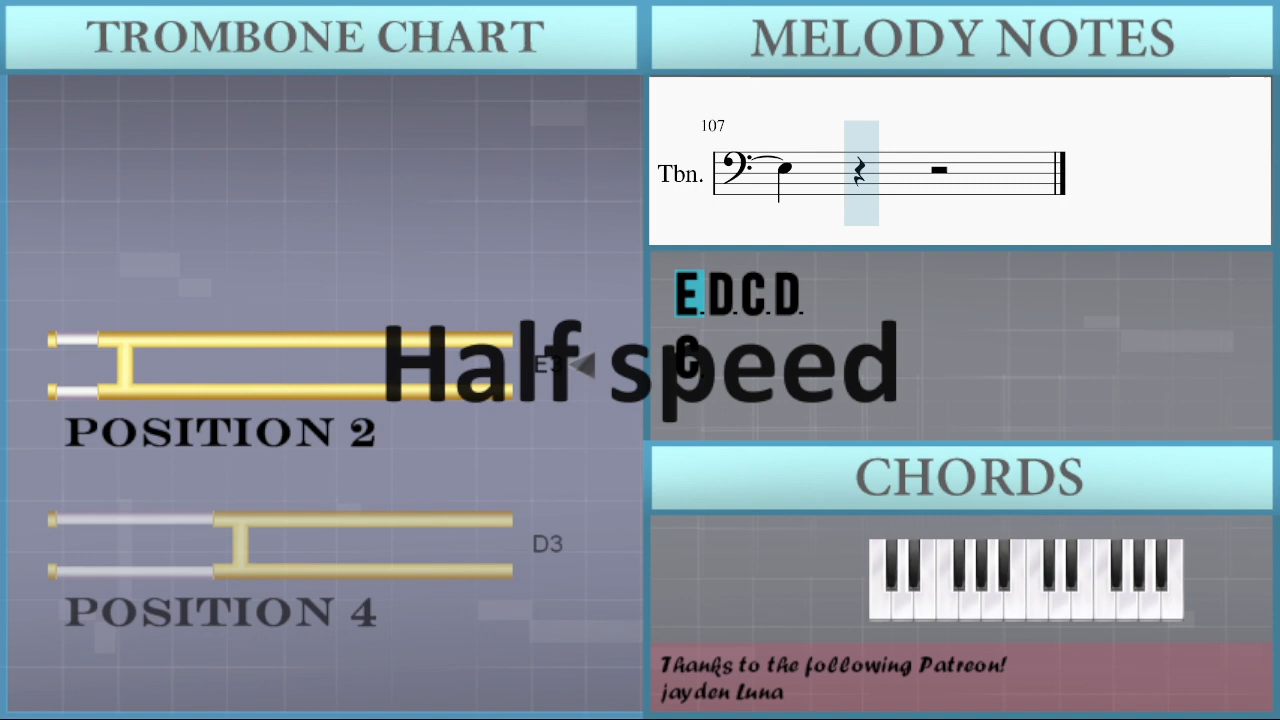 TROMBONE CHART
MELODY NOTES
107
Tbn.
E.D.C.D.
C.
Half speed
E3
POSITION 2
CHORDS
D3
POSITION 4
Thanks to the following Patreon!
jayden Luna